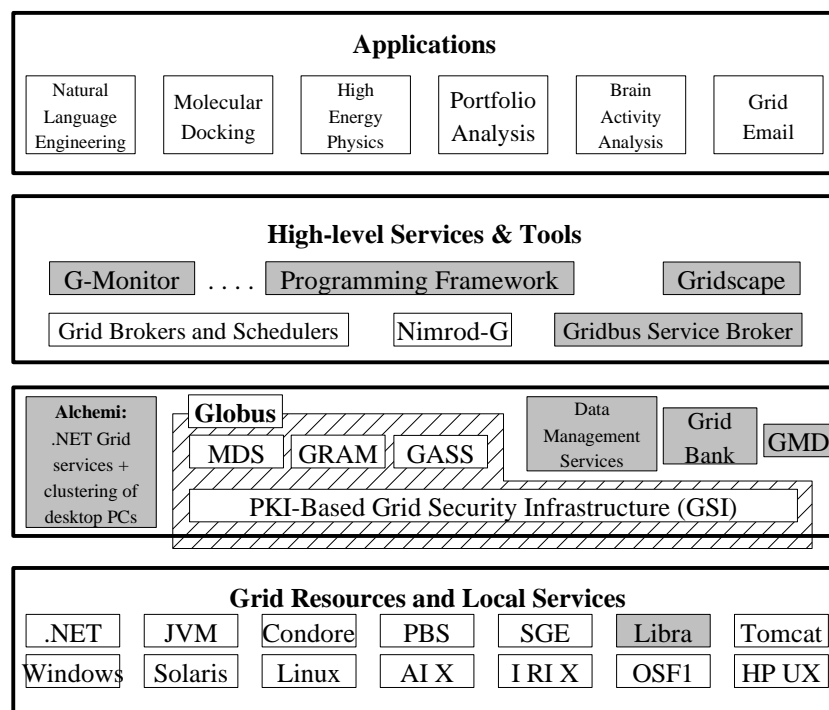 Applications
Natural
Language
Engineering
Molecular
Docking
High
Energy
Physics
Portfolio
Analysis
Brain
Activity
Analysis
Grid
Email
High-level Services & Tools
G-Monitor . . . . Programming Framework Gridscape
Grid Brokers and Schedulers Nimrod-G Gridbus Service Broker
Alchemi:
.NET Grid
services +
clustering of
desktop PCs
Globus
MDS GRAM GASS
Data
Management
Services
Grid
Bank
GMD
PKI-Based Grid Security Infrastructure (GSI)
Grid Resources and Local Services
.NET JVM Condore PBS SGE Libra Tomcat
Windows Solaris Linux AI X I RI X OSF1 HP UX